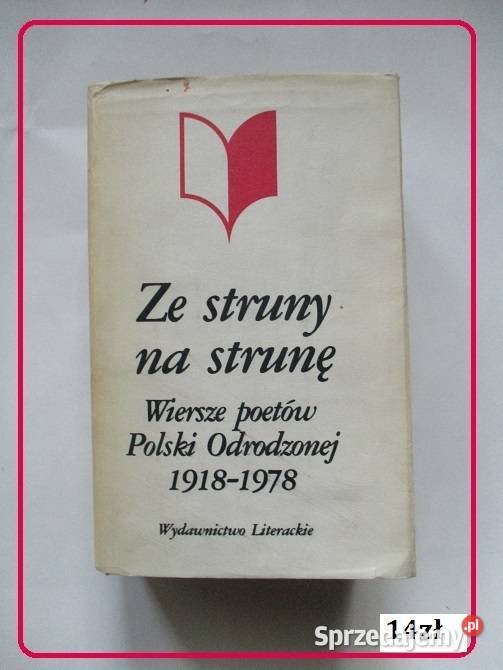 Ze struny
na strunę
Wiersze poetów
Polski Odrodzonej
1918-1978
Wydawnictwo Literackie
14zł
Sprzedajemy.pl